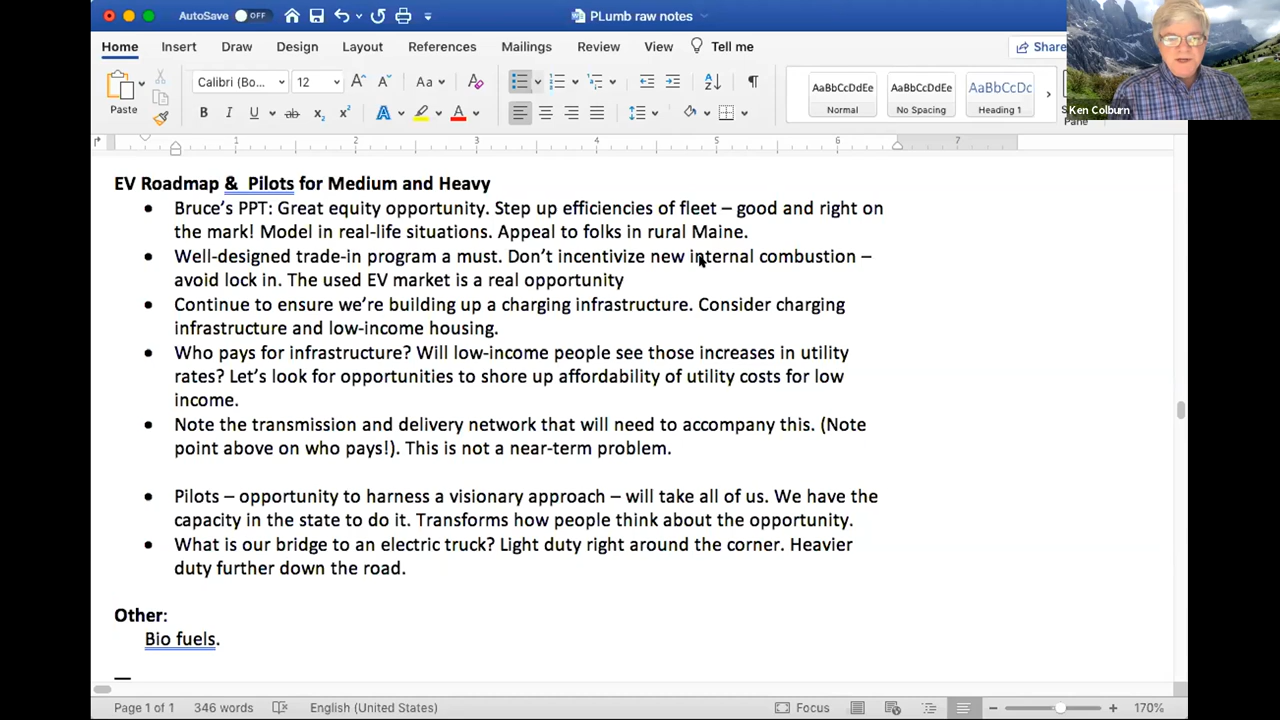 AutoSave OFF PLumb raw notes
Home Insert Draw Design Layout References Mailings Review View Tell me Share
Paste Calibri (Bo... 12 AaBbCcDdEe AaBbCcDdEe AaBbCcDc
Normal No Spacing Heading 1
Pane
Ken Colburn
1 2 3 4 5 6 7
EV Roadmap & Pilots for Medium and Heavy
• Bruce’s PPT: Great equity opportunity. Step up efficiencies of fleet – good and right on
the mark! Model in real-life situations. Appeal to folks in rural Maine.
• Well-designed trade-in program a must. Don’t incentivize new internal combustion –
avoid lock in. The used EV market is a real opportunity
• Continue to ensure we’re building up a charging infrastructure. Consider charging
infrastructure and low-income housing.
• Who pays for infrastructure? Will low-income people see those increases in utility
rates? Let’s look for opportunities to shore up affordability of utility costs for low
income.
• Note the transmission and delivery network that will need to accompany this. (Note
point above on who pays!). This is not a near-term problem.
• Pilots – opportunity to harness a visionary approach – will take all of us. We have the
capacity in the state to do it. Transforms how people think about the opportunity.
• What is our bridge to an electric truck? Light duty right around the corner. Heavier
duty further down the road.
Other:
Bio fuels.
Page 1 of 1 346 words English (United States) Focus 170%